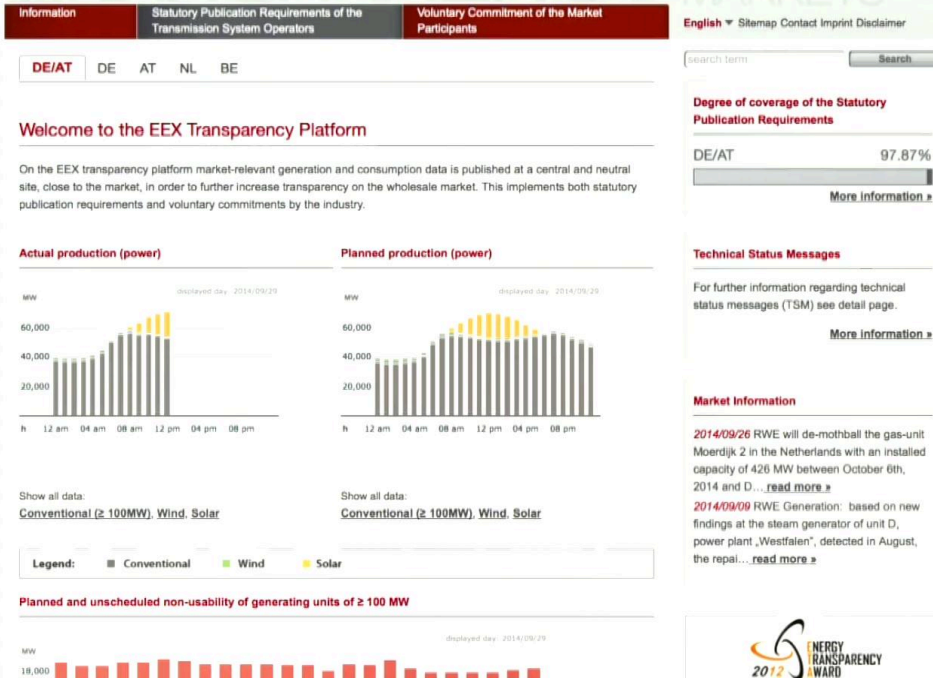 Information
Statutory Publication Requirements of the
Transmission System Operators
Voluntary Commitment of the Market
Participants
English Sitemap Contact Imprint Disclaimer
DE/AT DE AT NL BE
search term
Search
Welcome to the EEX Transparency Platform
On the EEX transparency platform market-relevant generation and consumption data is published at a central and neutral
site, close to the market, in order to further increase transparency on the wholesale market. This implements both statutory
publication requirements and voluntary commitments by the industry.
Degree of coverage of the Statutory
Publication Requirements
DE/AT 97.87%
More information »
Actual production (power)
displayed day: 2014/09/29
MW
60,000
40,000
20,000
h 12 am 04 am 08 am 12 pm 04 pm 08 pm
Show all data:
Conventional (≥ 100MW), Wind, Solar
Planned production (power)
displayed day: 2014/09/29
MW
60,000
40,000
20,000
h 12 am 04 am 08 am 12 pm 04 pm 08 pm
Show all data:
Conventional (≥ 100MW), Wind, Solar
Legend: Conventional Wind Solar
Planned and unscheduled non-usability of generating units of ≥ 100 MW
displayed day: 2014/09/29
MW
18,000
Technical Status Messages
For further information regarding technical
status messages (TSM) see detail page.
More information »
Market Information
2014/09/26 RWE will de-mothball the gas-unit
Moerdijk 2 in the Netherlands with an installed
capacity of 426 MW between October 6th,
2014 and D... read more »
2014/09/09 RWE Generation: based on new
findings at the steam generator of unit D,
power plant „Westfalen", detected in August,
the repai... read more »
ENERGY
TRANSPARENCY
2012 AWARD